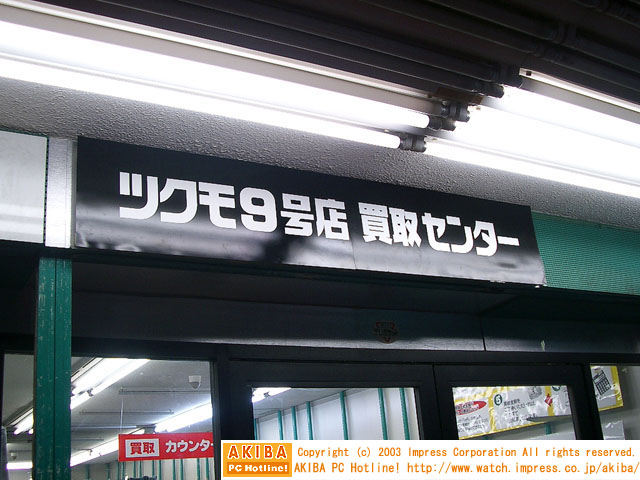 ツクモ9号店 買取センター
買取 カウンター
5
AKIBA
PC Hotline!
Copyright (c) 2003 Impress Corporation All rights reserved.
AKIBA PC Hotline! http://www.watch.impress.co.jp/akiba/